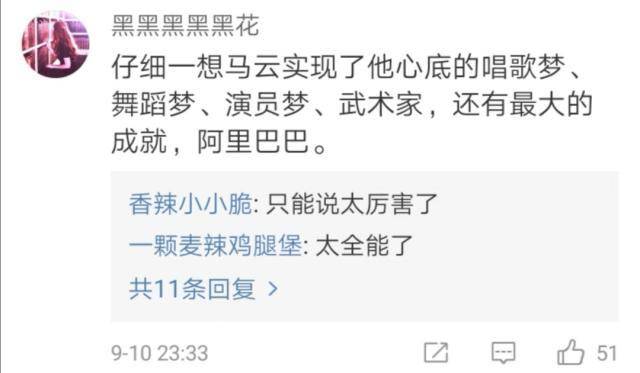 黑黑黑黑黑花
仔细一想马云实现了他心底的唱歌梦、
舞蹈梦、演员梦、武术家，还有最大的
成就，阿里巴巴。
香辣小小脆: 只能说太厉害了
一颗麦辣鸡腿堡: 太全能了
共11条回复 >
9-10 23:33 51